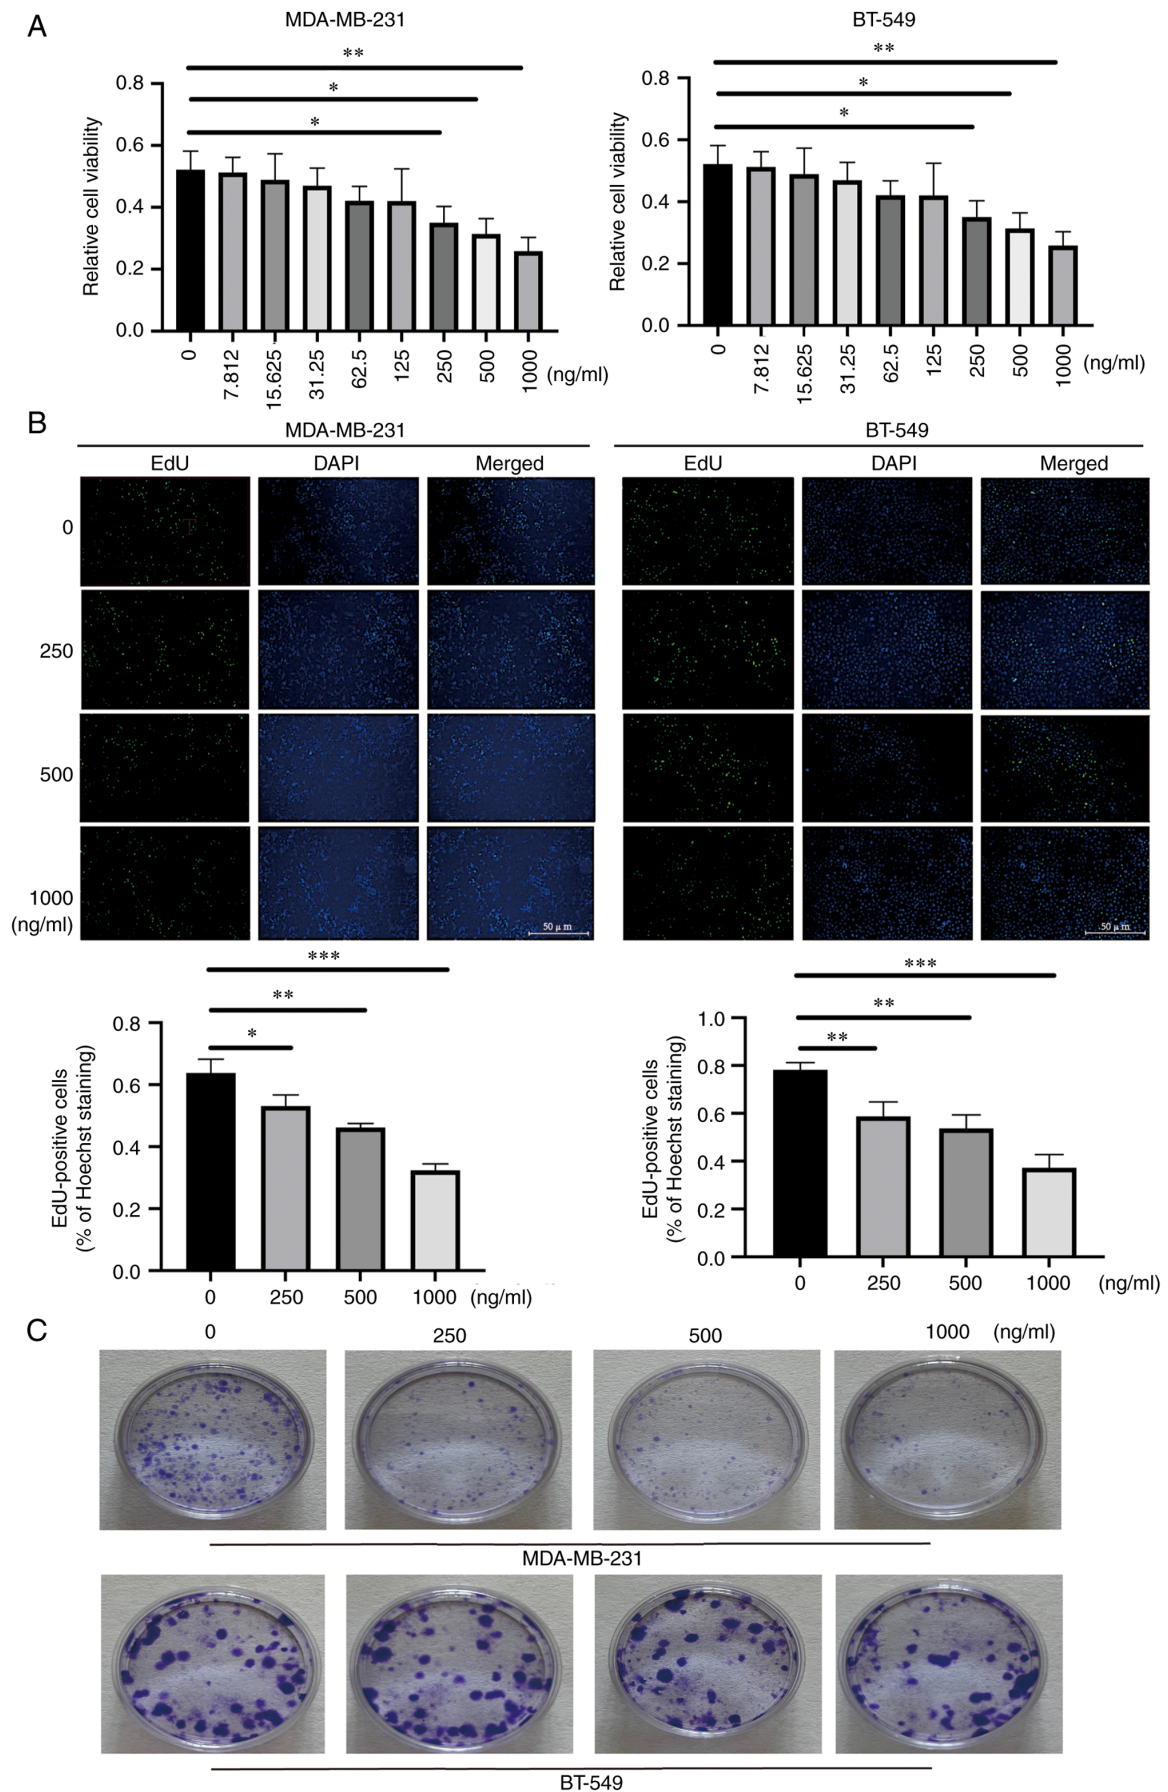 A
MDA-MB-231
BT-549
**
*
*
Relative cell viability
0.8
0.6
0.4
0.2
0.0
0
7.812
15.625
31.25
62.5
125
250
500
1000
(ng/ml)
**
*
*
Relative cell viability
0.8
0.6
0.4
0.2
0.0
0
7.812
15.625
31.25
62.5
125
250
500
1000
(ng/ml)
B
MDA-MB-231
BT-549
EdU
DAPI
Merged
EdU
DAPI
Merged
0
250
500
1000
(ng/ml)
50 μ m
50 μ m
***
**
*
EdU-positive cells
(% of Hoechst staining)
0.8
0.6
0.4
0.2
0.0
0
250
500
1000
(ng/ml)
***
**
**
EdU-positive cells
(% of Hoechst staining)
1.0
0.8
0.6
0.4
0.2
0.0
0
250
500
1000
(ng/ml)
C
0
250
500
1000
(ng/ml)
MDA-MB-231
BT-549